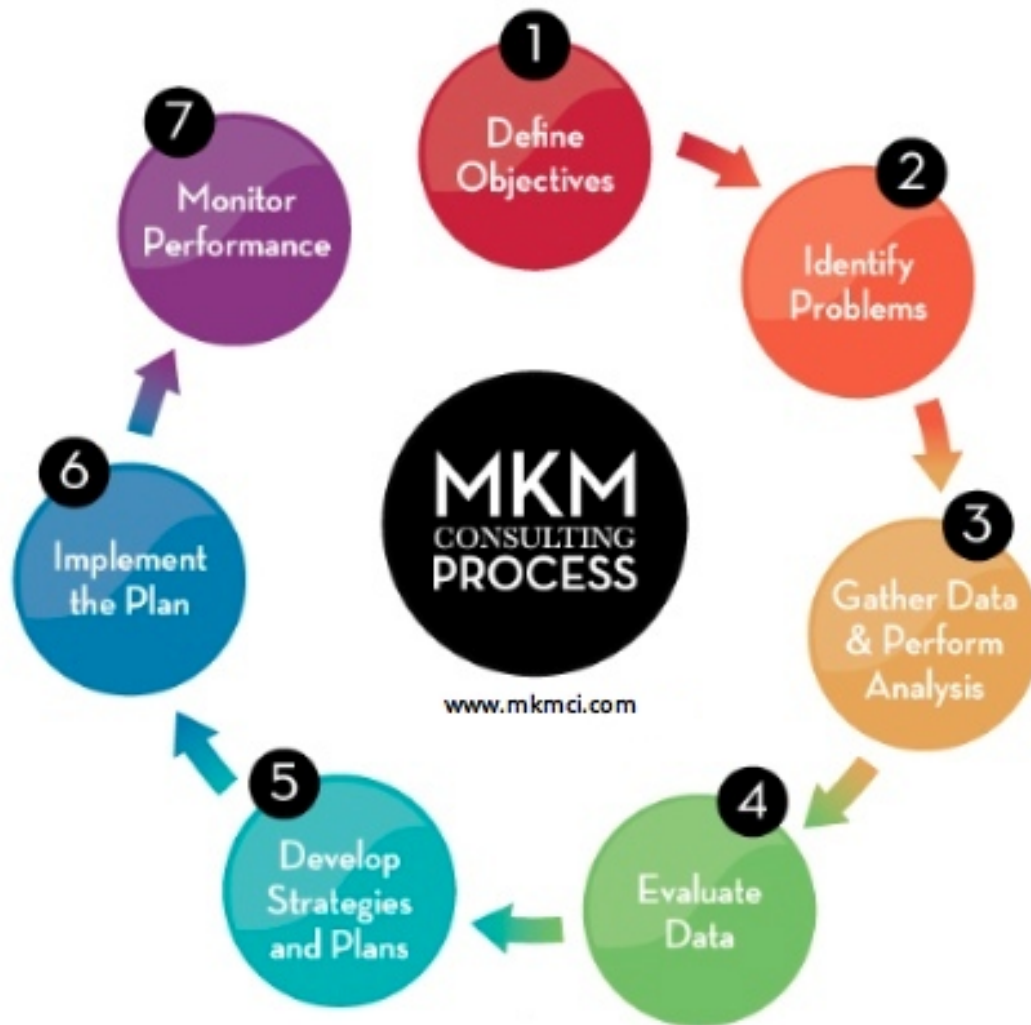 1
Define
Objectives
2
Identify
Problems
3
Gather Data
& Perform
Analysis
4
Evaluate
Data
5
Develop
Strategies
and Plans
6
Implement
the Plan
7
Monitor
Performance
MKM
CONSULTING
PROCESS
www.mkmci.com